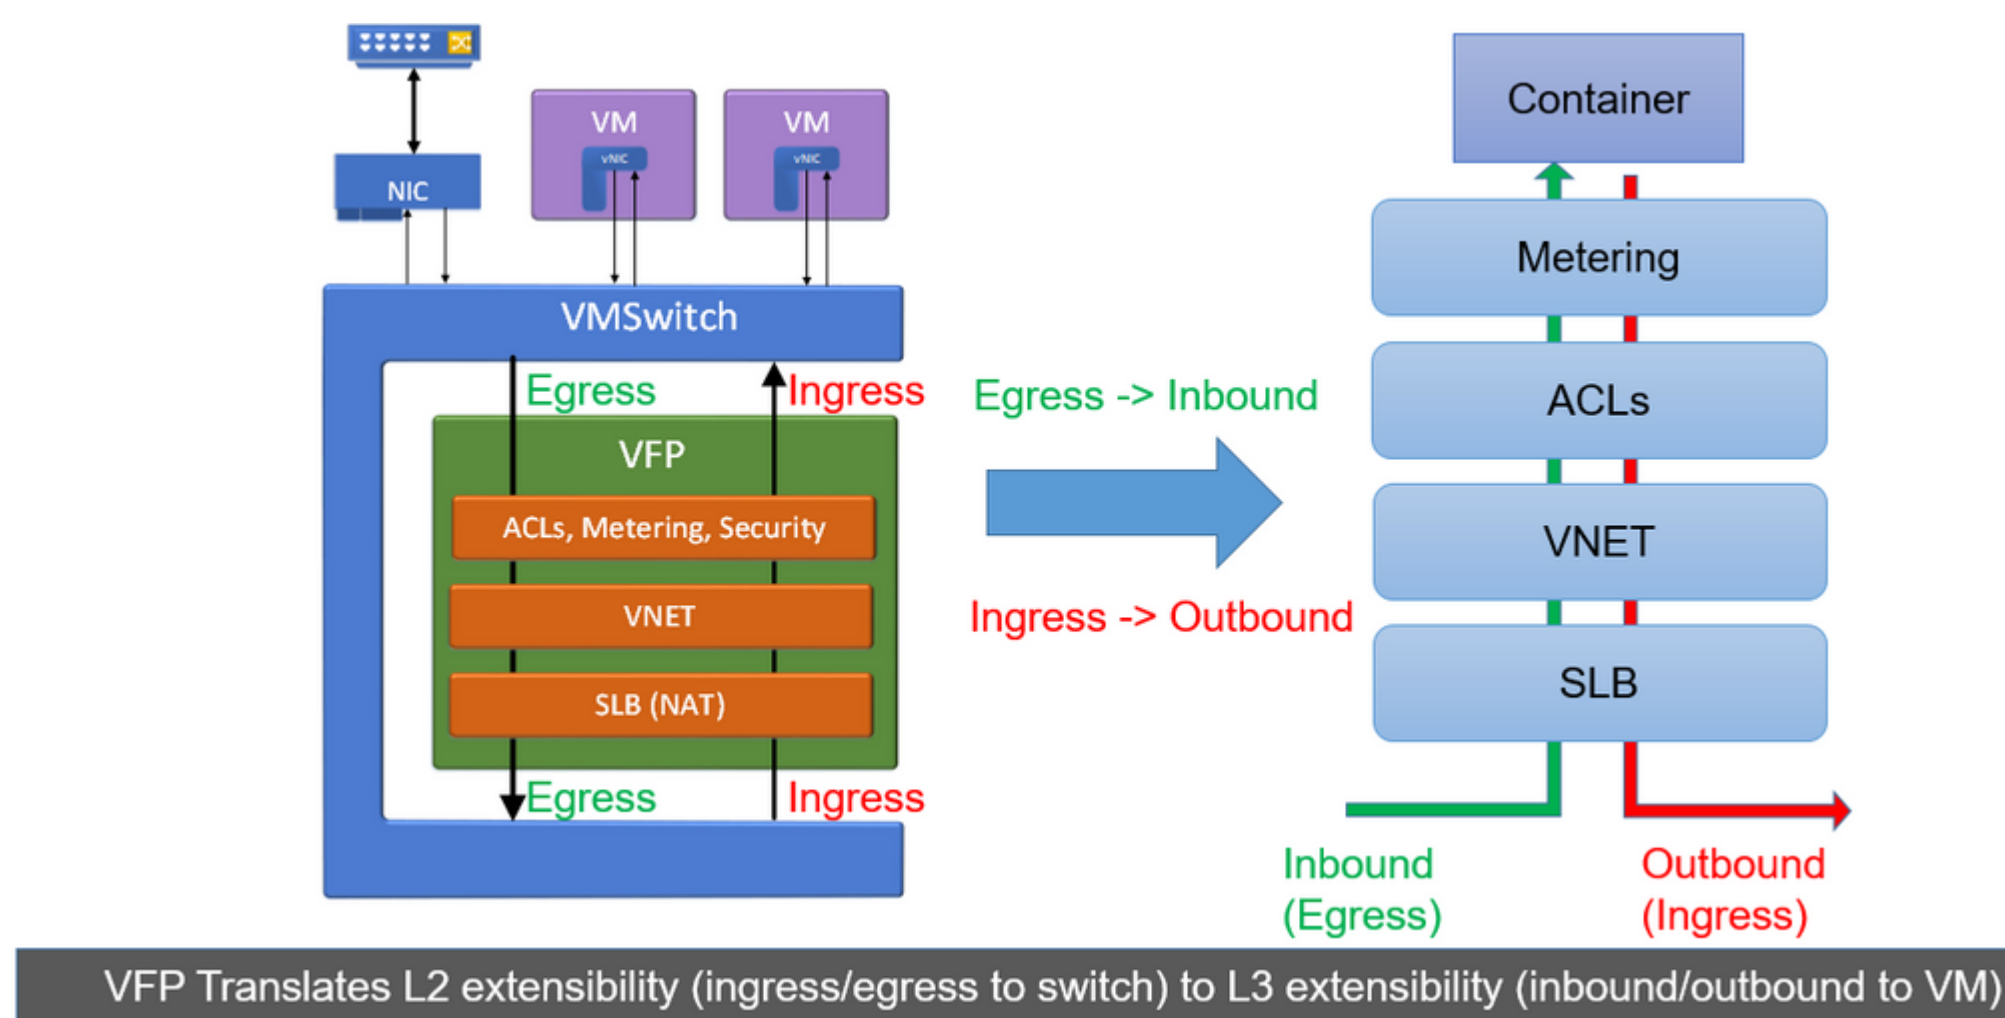 VM
VM
vNIC
vNIC
NIC
VMSwitch
Egress
Ingress
VFP
ACLs, Metering, Security
VNET
SLB (NAT)
Egress
Ingress
Egress -> Inbound
Ingress -> Outbound
Container
Metering
ACLs
VNET
SLB
Inbound
(Egress)
Outbound
(Ingress)
VFP Translates L2 extensibility (ingress/egress to switch) to L3 extensibility (inbound/outbound to VM)